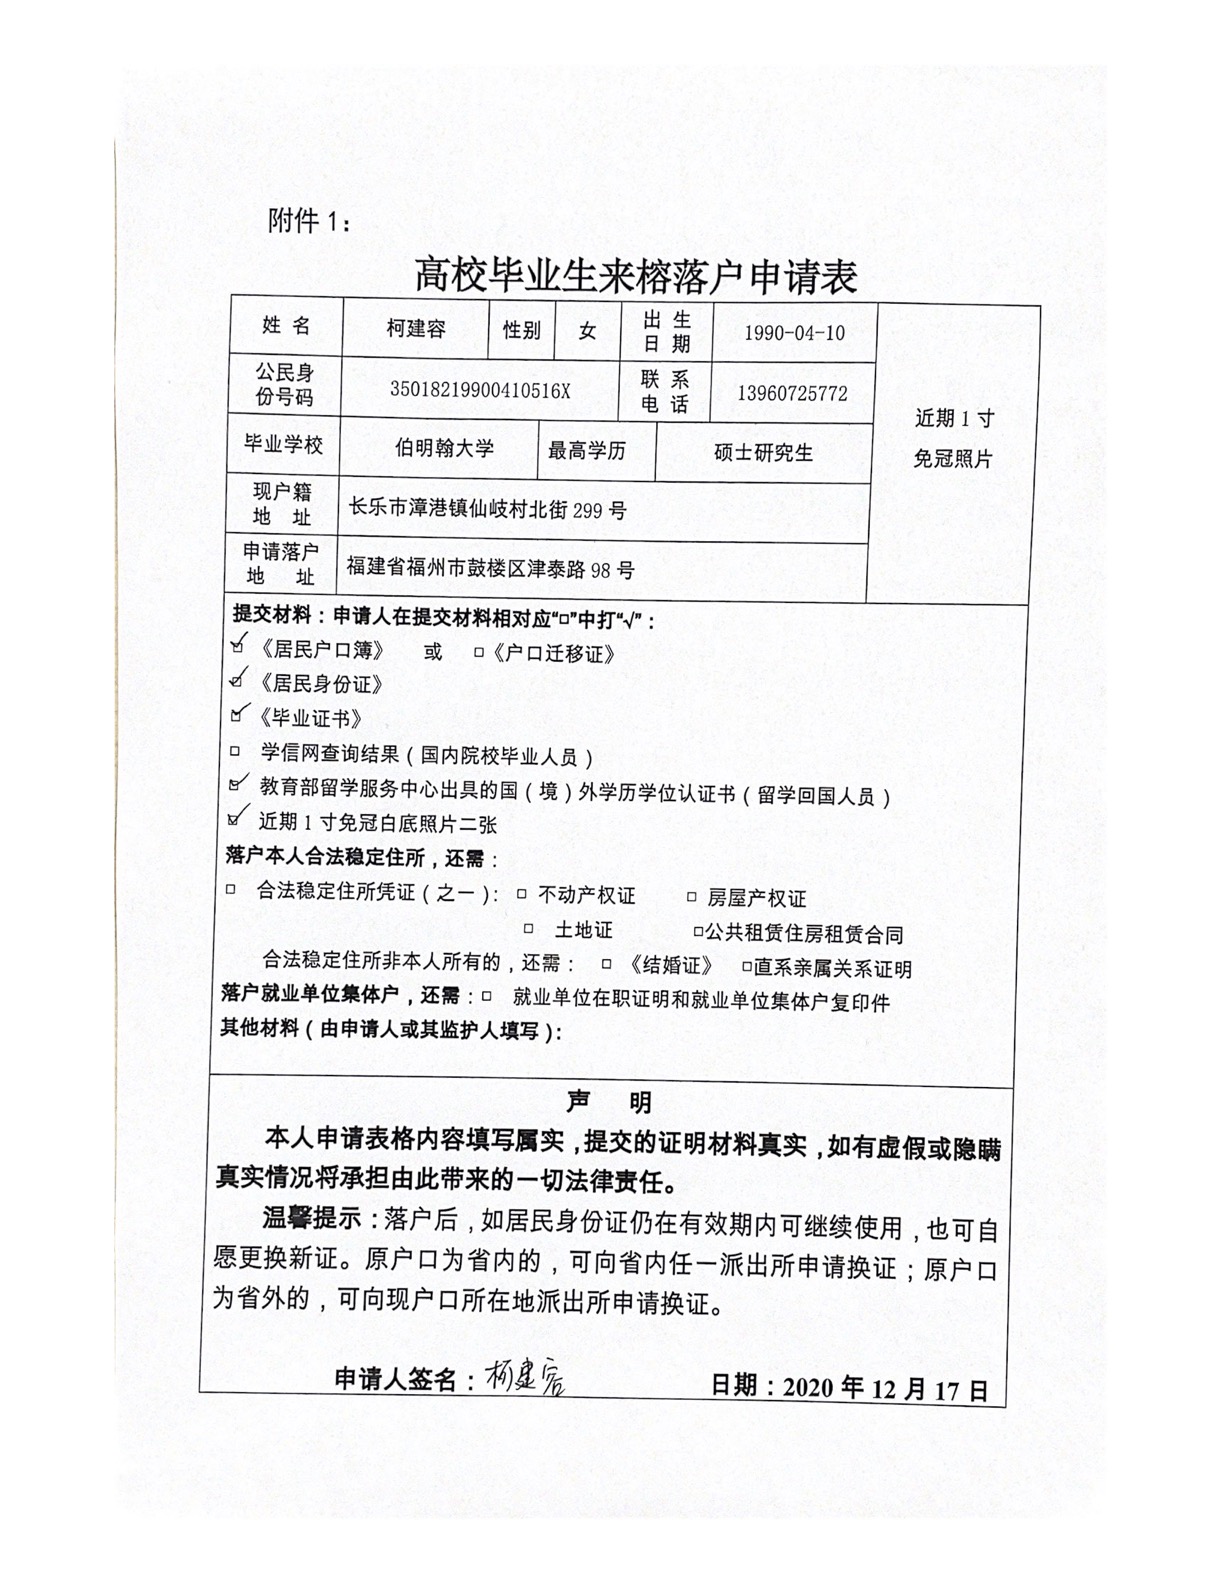 附件 1：
高校毕业生来榕落户申请表
姓 名 柯建容 性别 女 出 生 日 期 1990-04-10
公民身份号码 35018219900410516X 联 系 电 话 13960725772
近期 1 寸
免冠照片
毕业学校 伯明翰大学 最高学历 硕士研究生
现户籍地 址 长乐市漳港镇仙岐村北街 299 号
申请落户地 址 福建省福州市鼓楼区津泰路 98 号
提交材料：申请人在提交材料相对应“□”中打“√”：
☑ 《居民户口簿》 或 □《户口迁移证》
☑ 《居民身份证》
☑ 《毕业证书》
□ 学信网查询结果（国内院校毕业人员）
☑ 教育部留学服务中心出具的国（境）外学历学位认证书（留学回国人员）
☑ 近期 1 寸免冠白底照片二张
落户本人合法稳定住所，还需：
□ 合法稳定住所凭证（之一）：□ 不动产权证 □ 房屋产权证
□ 土地证 □公共租赁住房租赁合同
合法稳定住所非本人所有的，还需： □ 《结婚证》 □直系亲属关系证明
落户就业单位集体户，还需：□ 就业单位在职证明和就业单位集体户复印件
其他材料（由申请人或其监护人填写）：
声 明
本人申请表格内容填写属实，提交的证明材料真实，如有虚假或隐瞒
真实情况将承担由此带来的一切法律责任。
温馨提示：落户后，如居民身份证仍在有效期内可继续使用，也可自
愿更换新证。原户口为省内的，可向省内任一派出所申请换证；原户口
为省外的，可向现户口所在地派出所申请换证。
申请人签名：柯建容 日期：2020 年 12 月 17 日